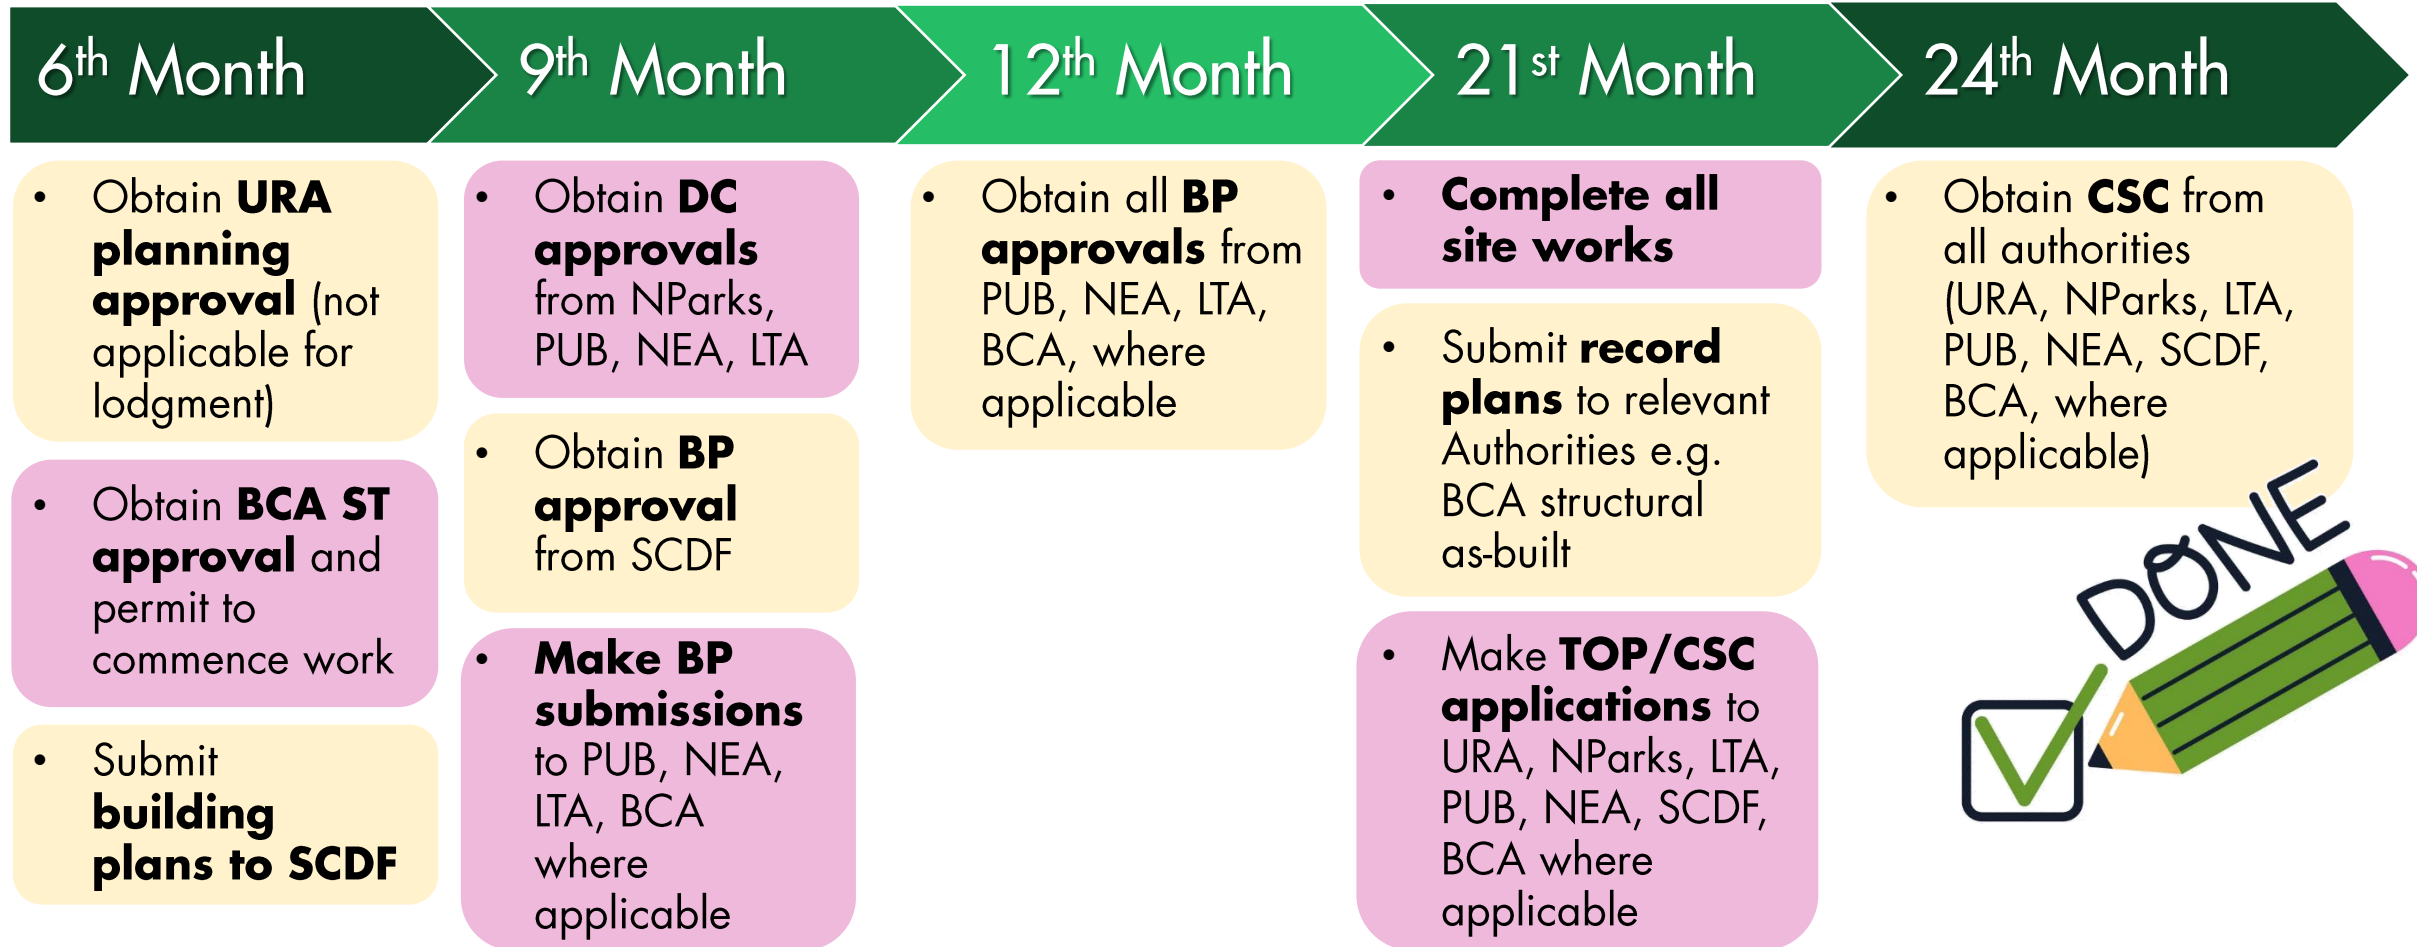 6th Month
9th Month
12th Month
21st Month
24th Month
• Obtain URA
planning
approval (not
applicable for
lodgment)
• Obtain BCA ST
approval and
permit to
commence work
• Submit
building
plans to SCDF
• Obtain DC
approvals
from NParks,
PUB, NEA, LTA
• Obtain BP
approval
from SCDF
• Make BP
submissions
to PUB, NEA,
LTA, BCA
where
applicable
• Obtain all BP
approvals from
PUB, NEA, LTA,
BCA, where
applicable
• Complete all
site works
• Submit record
plans to relevant
Authorities e.g.
BCA structural
as-built
• Make TOP/CSC
applications to
URA, NParks, LTA,
PUB, NEA, SCDF,
BCA where
applicable
• Obtain CSC from
all authorities
(URA, NParks, LTA,
PUB, NEA, SCDF,
BCA, where
applicable)
DONE